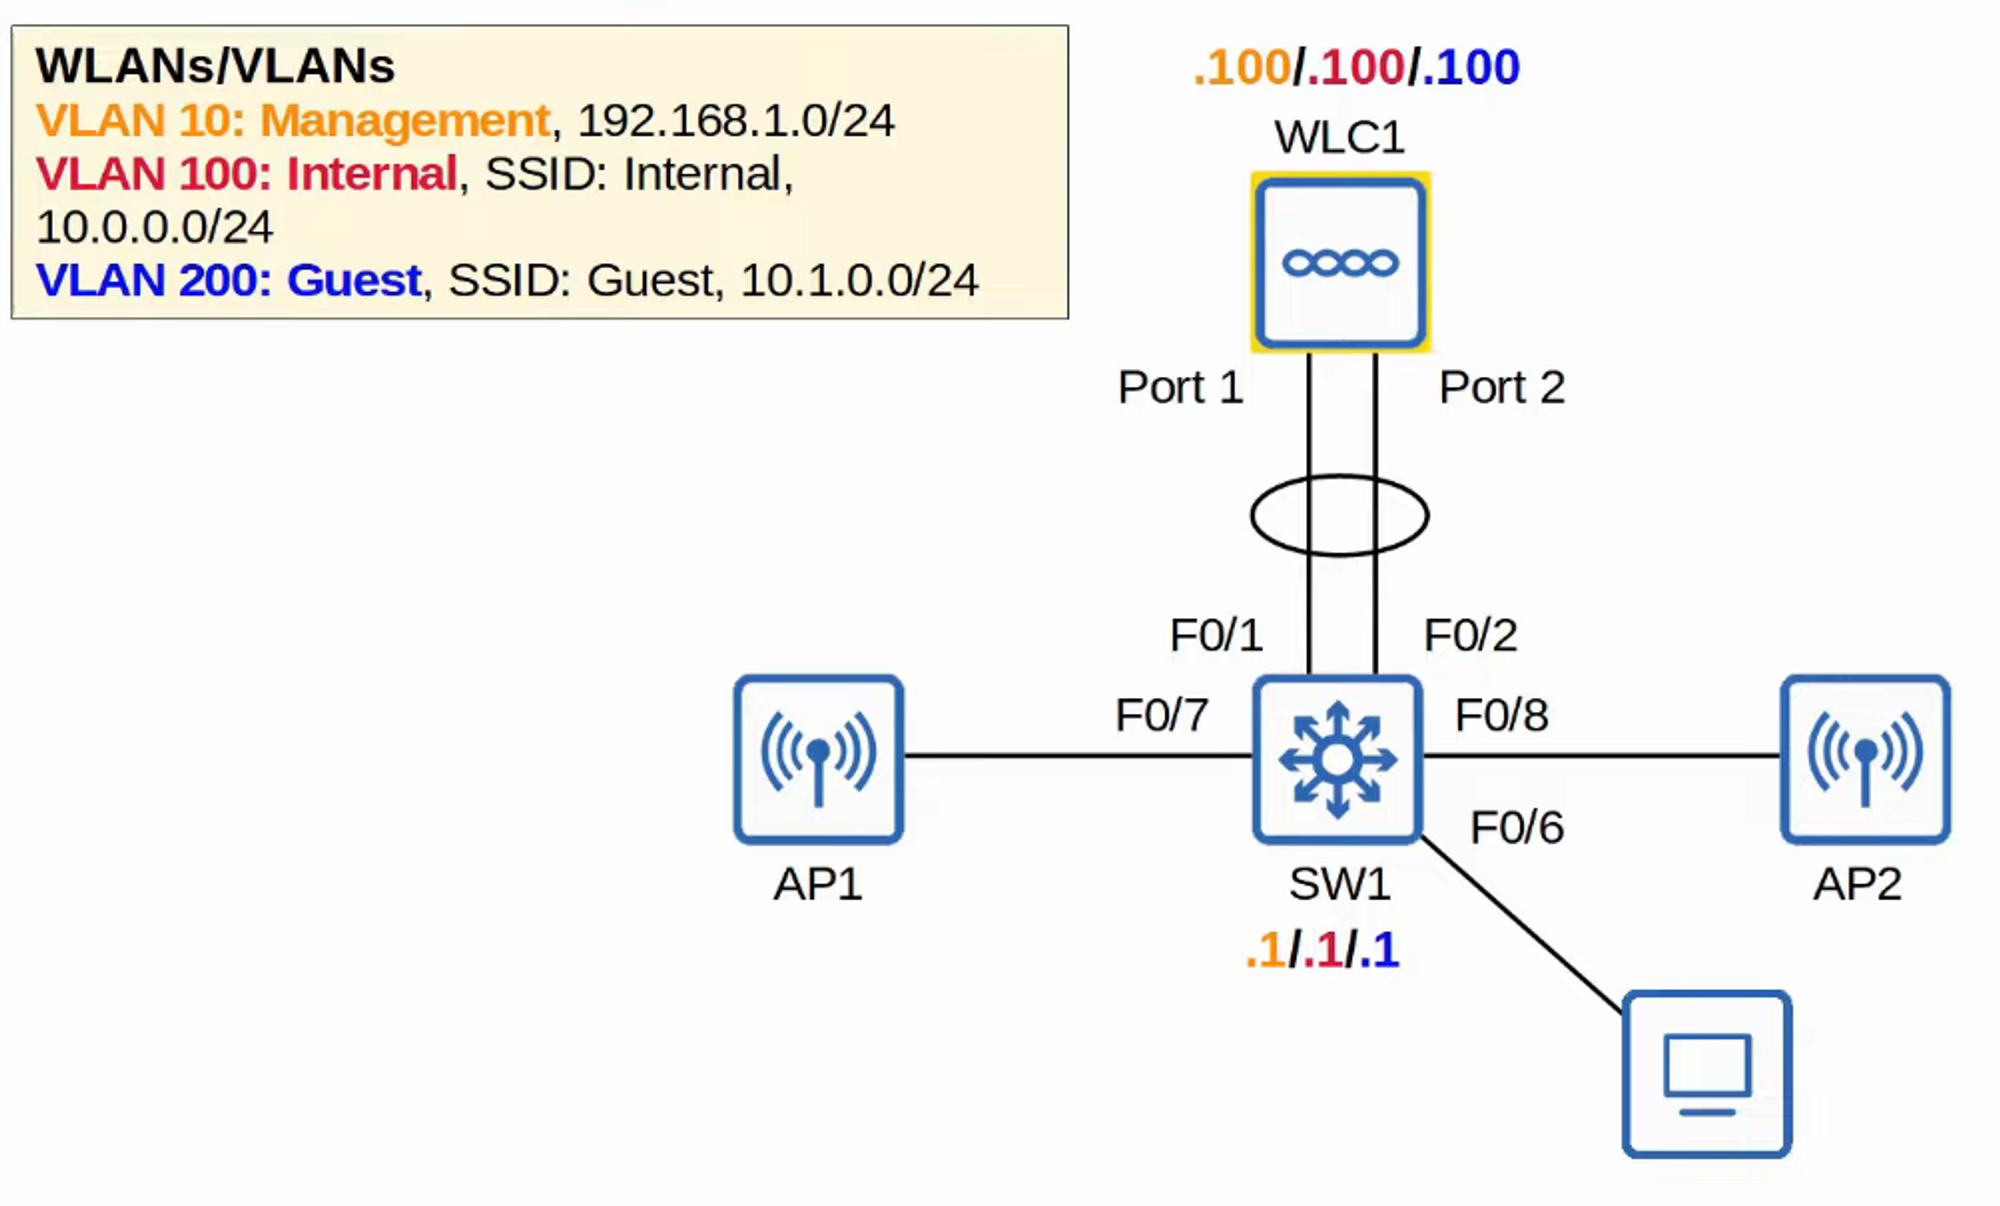 WLANs/VLANs
VLAN 10: Management, 192.168.1.0/24
VLAN 100: Internal, SSID: Internal,
10.0.0.0/24
VLAN 200: Guest, SSID: Guest, 10.1.0.0/24
.100/.100/.100
WLC1
Port 1
Port 2
F0/1
F0/2
F0/7
F0/8
F0/6
AP1
SW1
AP2
.1/.1/.1